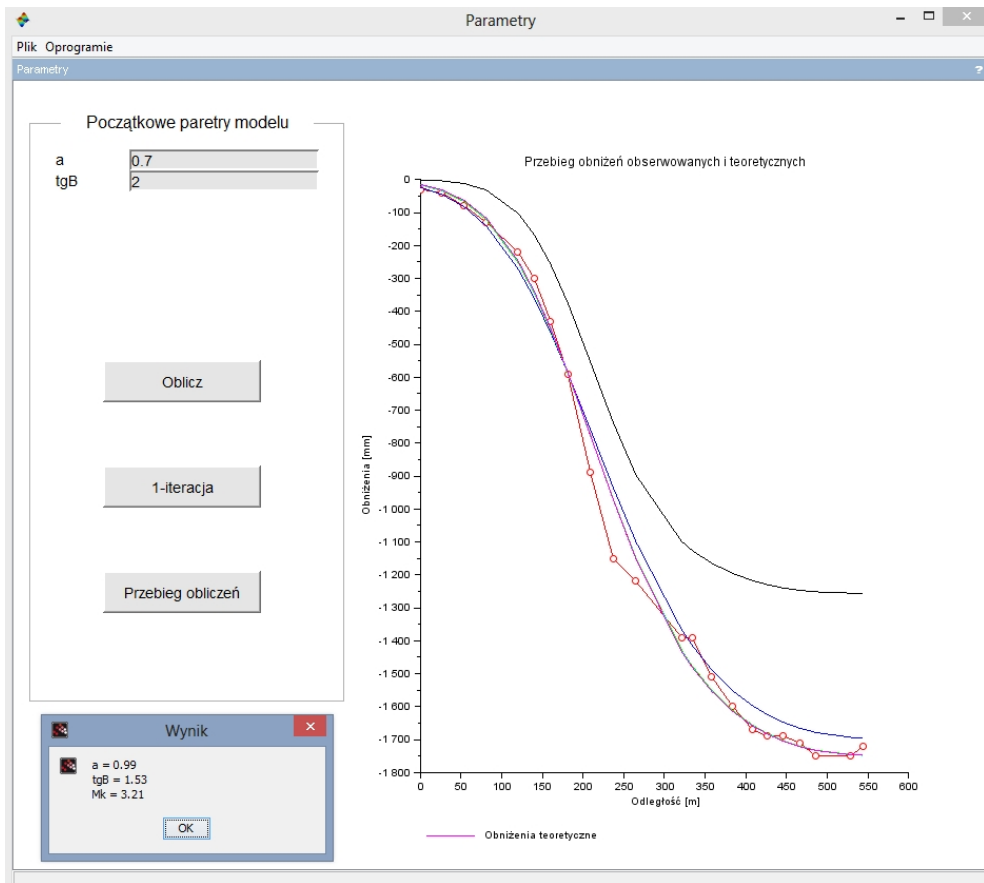 Parametry
Plik Oprogramie
Parametry ?
Początkowe paretry modelu
a 0.7
tgB 2
Oblicz
1-iteracja
Przebieg obliczeń
Przebieg obniżeń obserwowanych i teoretycznych
0
-100
-200
-300
-400
-500
-600
-700
-800
-900
-1 000
-1 100
-1 200
-1 300
-1 400
-1 500
-1 600
-1 700
-1 800
Obniżenia [mm]
0 50 100 150 200 250 300 350 400 450 500 550 600
Odległość [m]
Obniżenia teoretyczne
Wynik
a = 0.99
tgB = 1.53
Mk = 3.21
OK